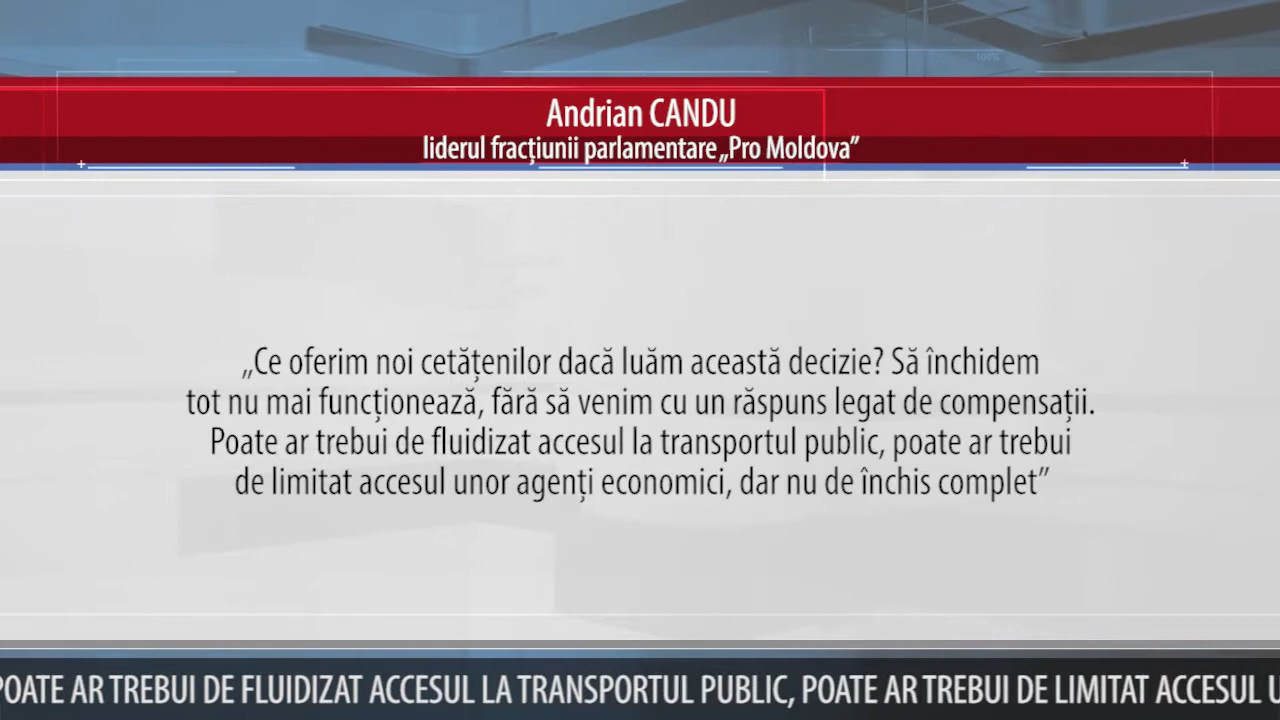 100%
Andrian CANDU
liderul fracțiunii parlamentare „Pro Moldova”
„Ce oferim noi cetățenilor dacă luăm această decizie? Să închidem
tot nu mai funcționează, fără să venim cu un răspuns legat de compensații.
Poate ar trebui de fluidizat accesul la transportul public, poate ar trebui
de limitat accesul unor agenți economici, dar nu de închis complet”
POATE AR TREBUI DE FLUIDIZAT ACCESUL LA TRANSPORTUL PUBLIC, POATE AR TREBUI DE LIMITAT ACCESUL U